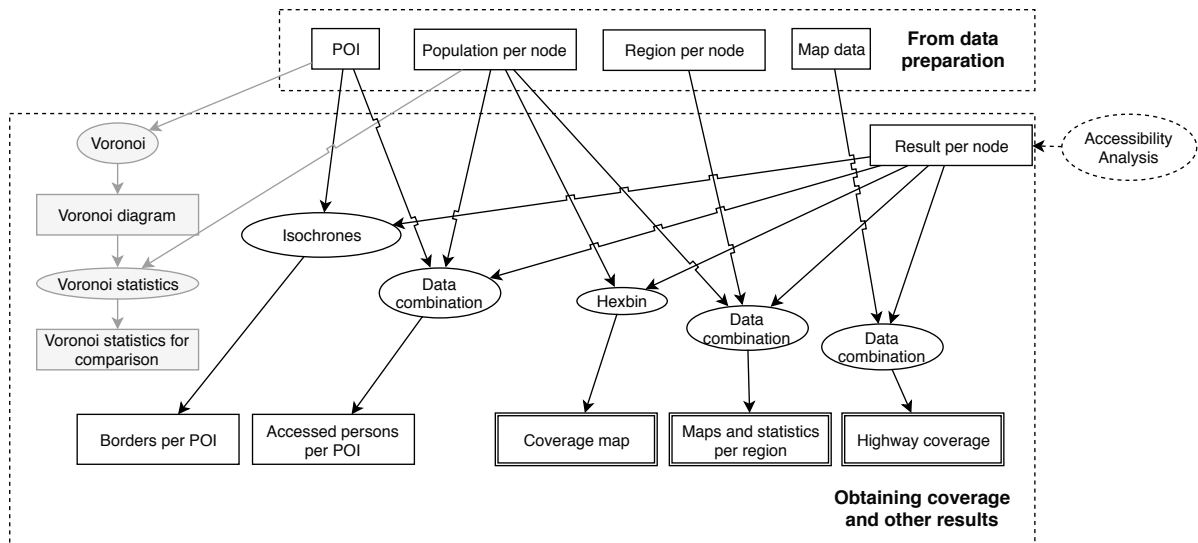 POI
Population per node
Region per node
Map data
From data
preparation
Voronoi
Result per node
Accessibility
Analysis
Voronoi diagram
Isochrones
Voronoi statistics
Data
combination
Hexbin
Data
combination
Data
combination
Voronoi statistics for
comparison
Borders per POI
Accessed persons
per POI
Coverage map
Maps and statistics
per region
Highway coverage
Obtaining coverage
and other results